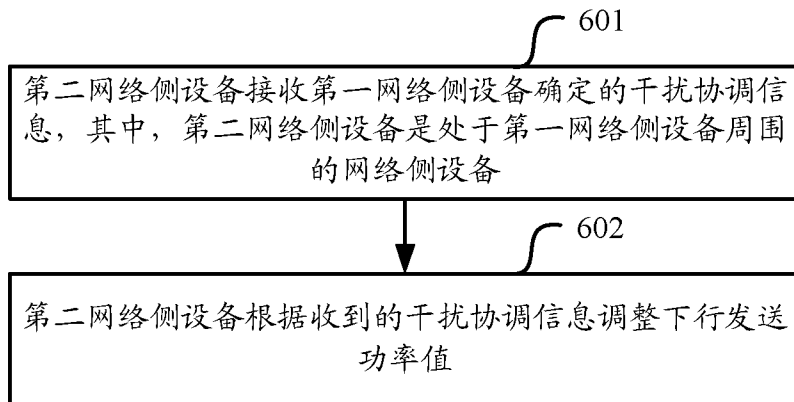 601
第二网络侧设备接收第一网络侧设备确定的干扰协调信
息，其中，第二网络侧设备是处于第一网络侧设备周围
的网络侧设备
602
第二网络侧设备根据收到的干扰协调信息调整下行发送
功率值